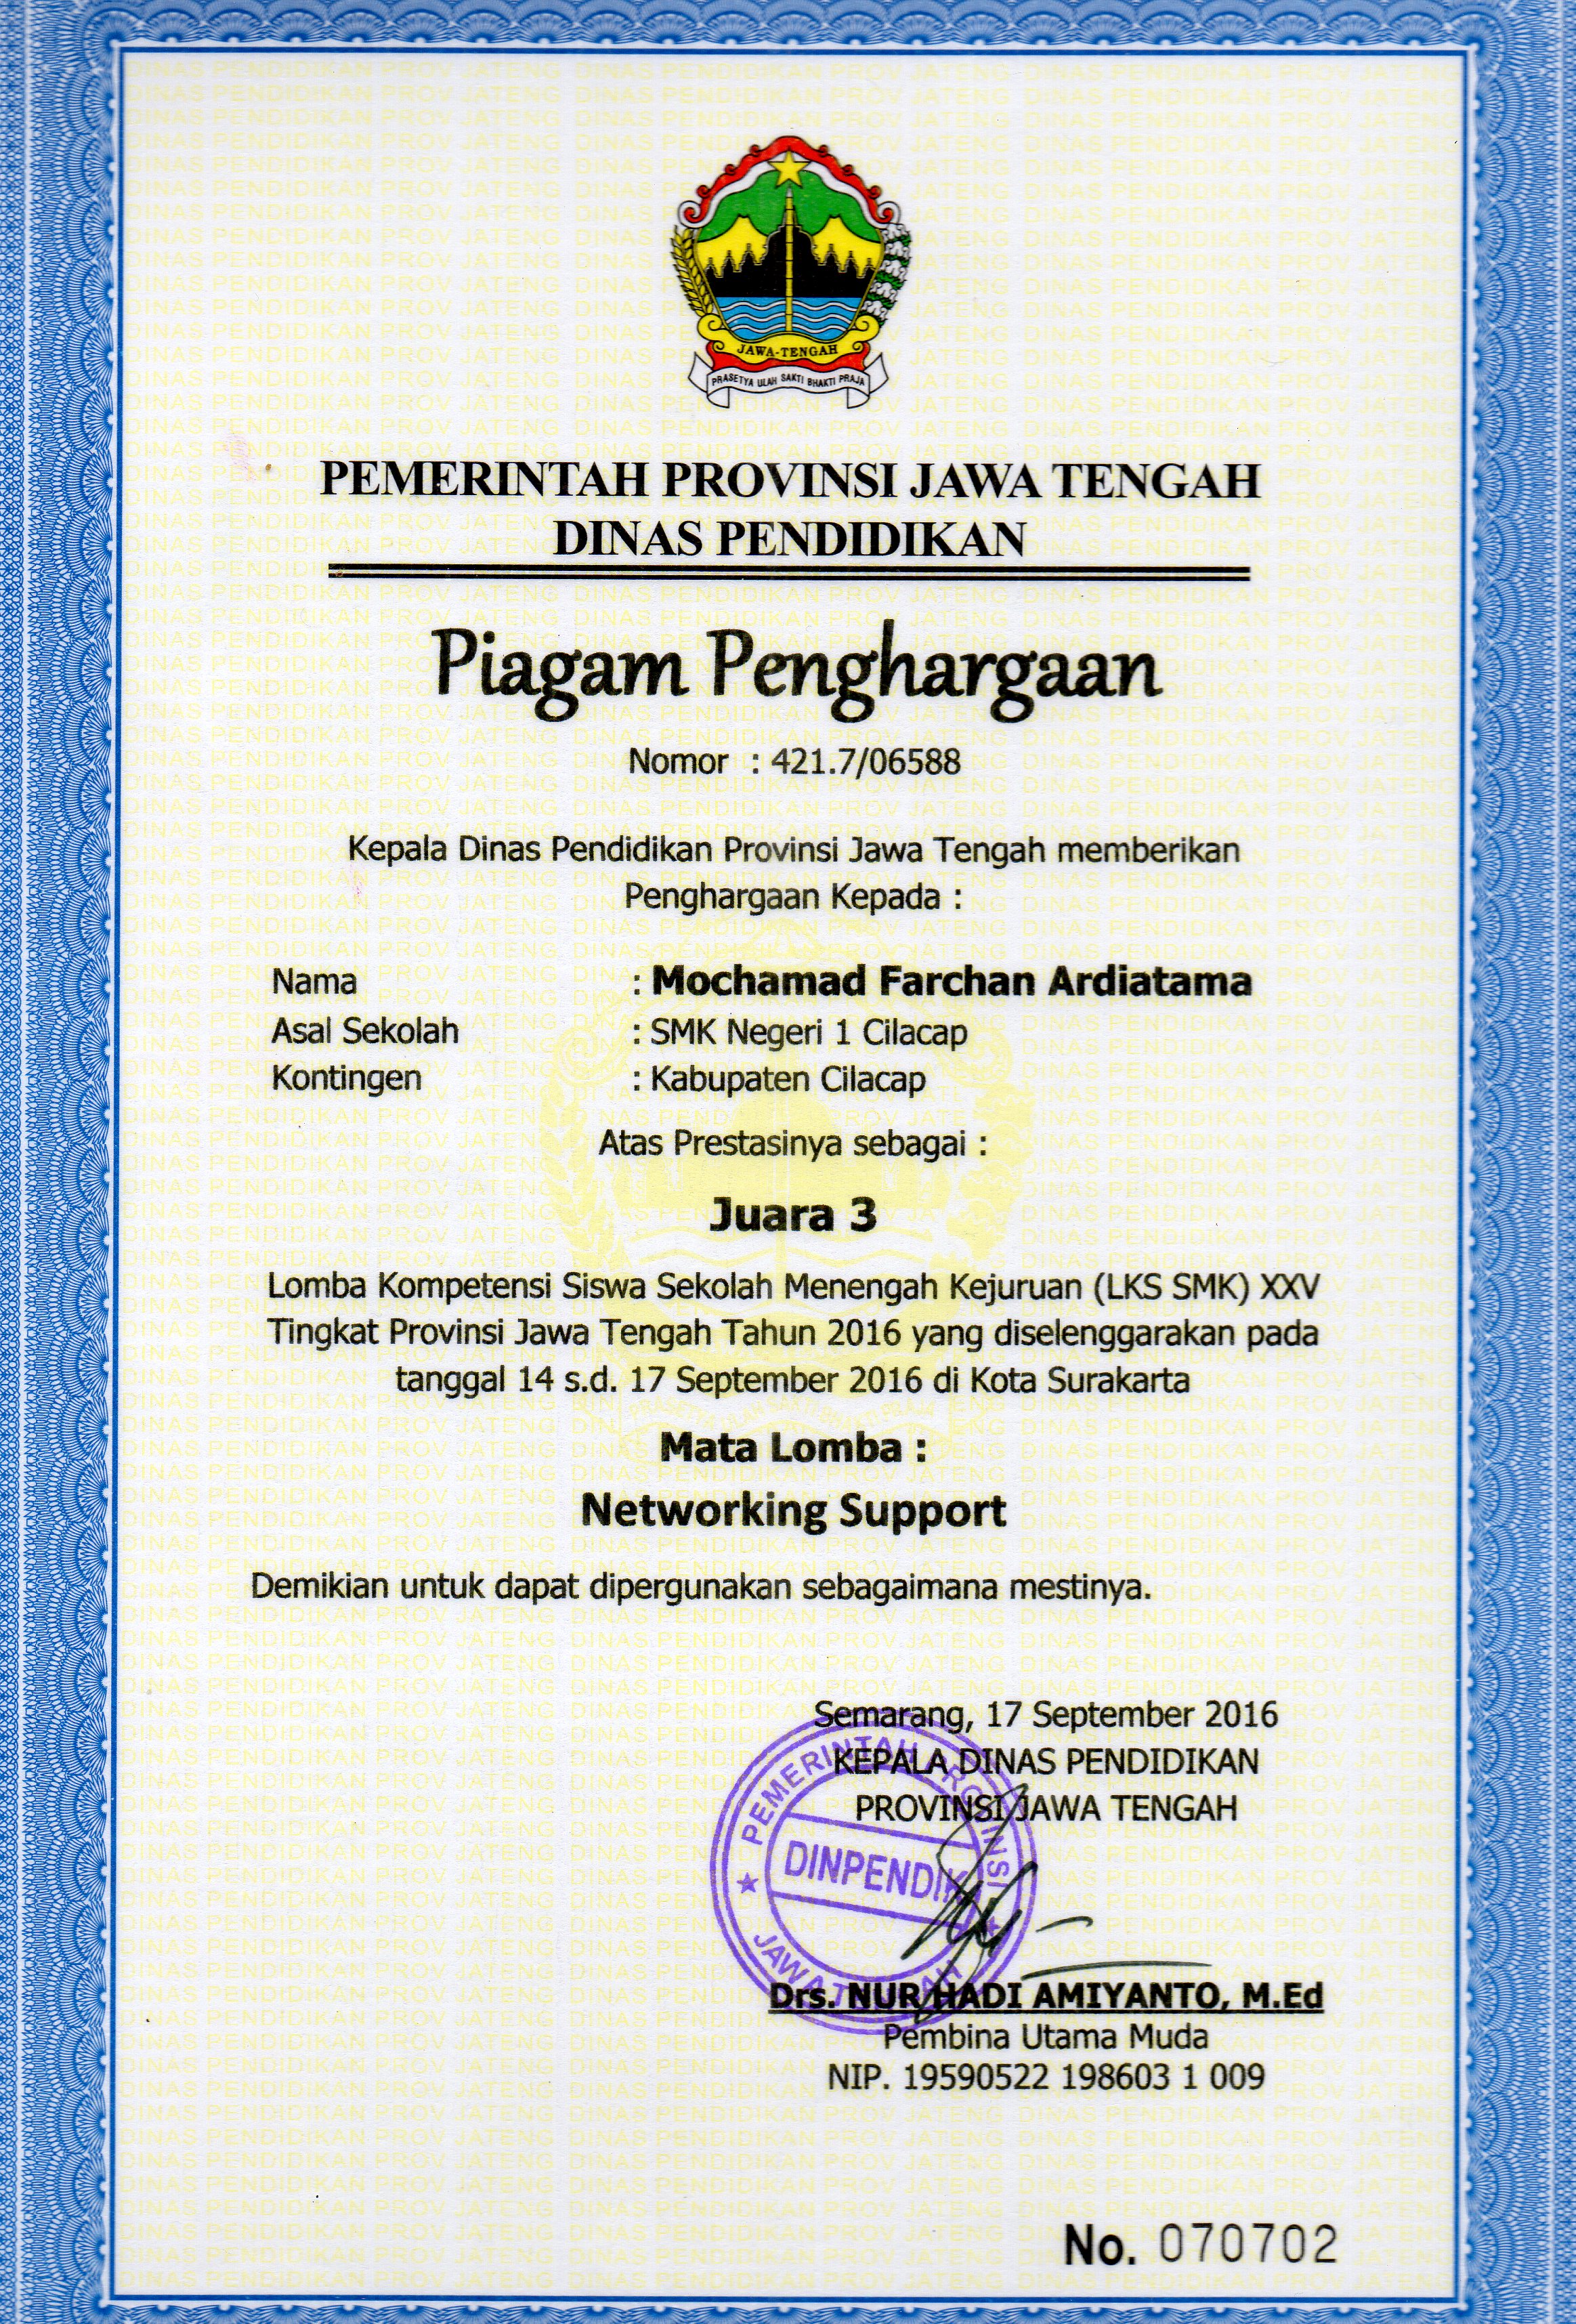 JAWA-TENGAH
PRASETYA ULAH SAKTI BHAKTI PRAJA
PEMERINTAH PROVINSI JAWA TENGAH
DINAS PENDIDIKAN
Piagam Penghargaan
Nomor : 421.7/06588
Kepala Dinas Pendidikan Provinsi Jawa Tengah memberikan
Penghargaan Kepada :
Nama : Mochamad Farchan Ardiatama
Asal Sekolah : SMK Negeri 1 Cilacap
Kontingen : Kabupaten Cilacap
Atas Prestasinya sebagai :
Juara 3
Lomba Kompetensi Siswa Sekolah Menengah Kejuruan (LKS SMK) XXV
Tingkat Provinsi Jawa Tengah Tahun 2016 yang diselenggarakan pada
tanggal 14 s.d. 17 September 2016 di Kota Surakarta
Mata Lomba :
Networking Support
Demikian untuk dapat dipergunakan sebagaimana mestinya.
Semarang, 17 September 2016
KEPALA DINAS PENDIDIKAN
PROVINSI JAWA TENGAH
PEMERINTAH PROVINSI
DINPENDIK
JAWA TENGAH
Drs. NUR HADI AMIYANTO, M.Ed
Pembina Utama Muda
NIP. 19590522 198603 1 009
No. 070702